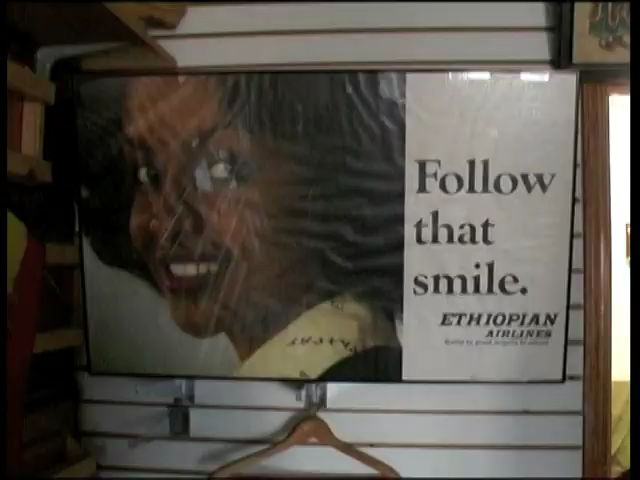 Follow
that
smile.
ETHIOPIAN
AIRLINES